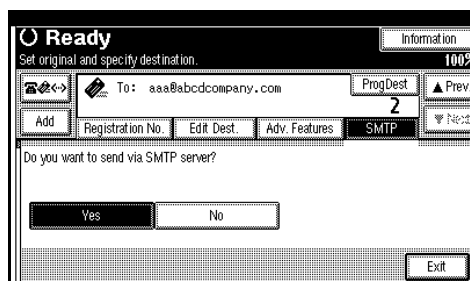 Ready
Information
Set original and specify destination.
100%
To: aaa@abcdcompany.com
ProgDest
2
▲ Prev.
Add
Registration No.
Edit Dest.
Adv. Features
SMTP
▼ Next
Do you want to send via SMTP server?
Yes
No
Exit